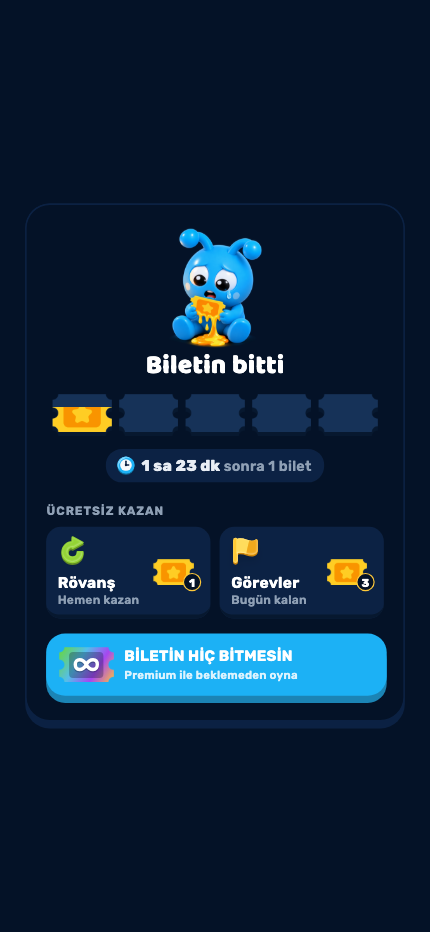 Biletin bitti
1 sa 23 dk sonra 1 bilet
ÜCRETSİZ KAZAN
Rövanş
Hemen kazan
1
Görevler
Bugün kalan
3
BİLETİN HİÇ BİTMESİN
Premium ile beklemeden oyna